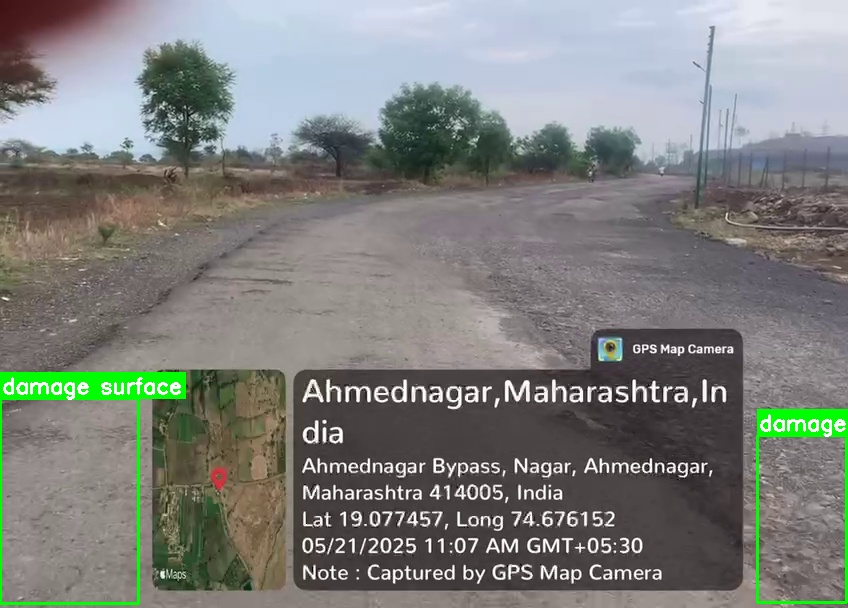 GPS Map Camera
damage surface
Ahmednagar,Maharashtra,In
dia
damage
Ahmednagar Bypass, Nagar, Ahmednagar,
Maharashtra 414005, India
Lat 19.077457, Long 74.676152
05/21/2025 11:07 AM GMT+05:30
Note : Captured by GPS Map Camera
Maps